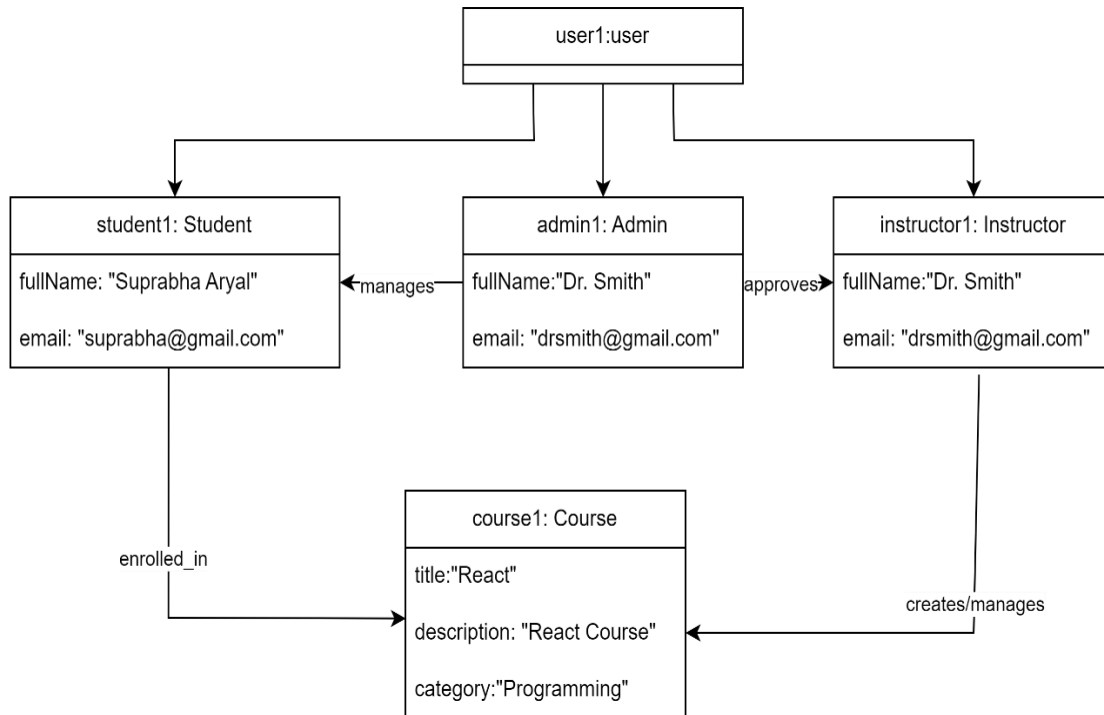 user1:user
student1: Student
fullName: "Suprabha Aryal"
email: "suprabha@gmail.com"
manages
admin1: Admin
fullName:"Dr. Smith"
email: "drsmith@gmail.com"
approves
instructor1: Instructor
fullName:"Dr. Smith"
email: "drsmith@gmail.com"
enrolled_in
course1: Course
title:"React"
description: "React Course"
category:"Programming"
creates/manages